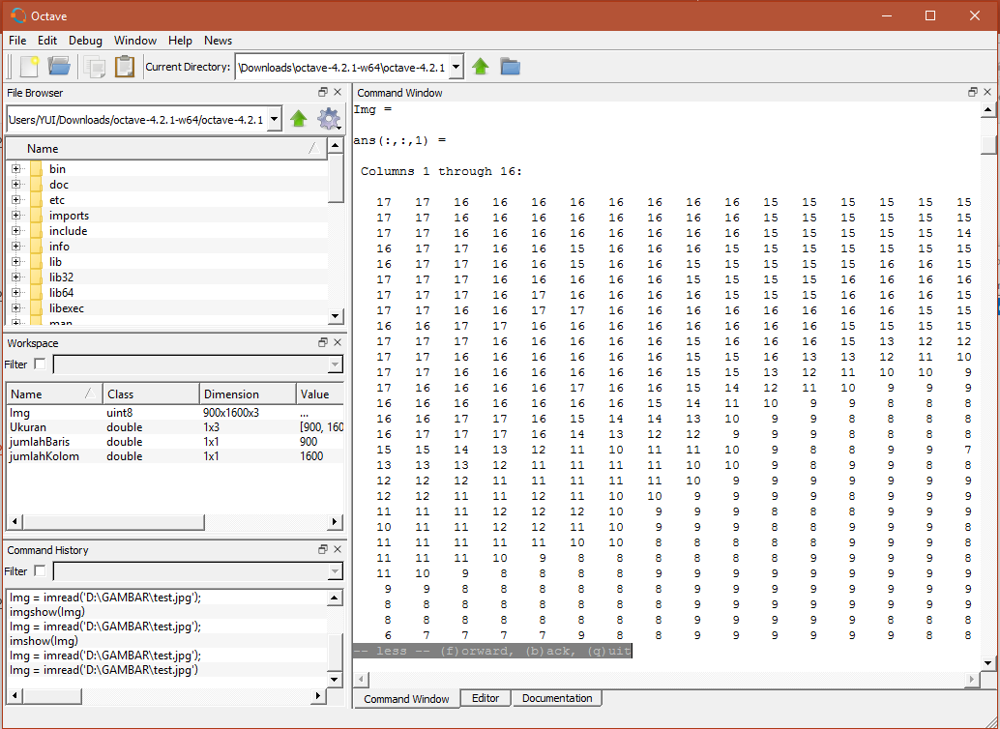 Octave
File Edit Debug Window Help News
Current Directory: \Downloads\octave-4.2.1-w64\octave-4.2.1
File Browser
Users/YUI/Downloads/octave-4.2.1-w64/octave-4.2.1
Name
bin
doc
etc
imports
include
info
lib
lib32
lib64
libexec
man
Workspace
Filter
Name Class Dimension Value
Img uint8 900x1600x3 ...
Ukuran double 1x3 [900, 160
jumlahBaris double 1x1 900
jumlahKolom double 1x1 1600
Command History
Filter
Img = imread('D:\GAMBAR\test.jpg');
imgshow(Img)
Img = imread('D:\GAMBAR\test.jpg');
imshow(Img)
Img = imread('D:\GAMBAR\test.jpg');
Img = imread('D:\GAMBAR\test.jpg')
Command Window
Img =
ans(:,:,1) =
Columns 1 through 16:
17 17 16 16 16 16 16 16 16 16 15 15 15 15 15 15
17 17 16 16 16 16 16 16 16 16 15 15 15 15 15 15
17 17 16 16 16 16 16 16 16 16 15 15 15 15 15 14
16 17 17 16 16 15 16 16 16 15 15 15 15 15 15 15
16 17 17 16 16 15 16 16 15 15 15 15 15 16 16 15
17 17 17 16 16 16 16 16 15 15 15 15 16 16 16 16
17 17 17 16 17 16 16 16 16 15 15 15 16 16 16 15
17 17 16 16 17 17 16 16 16 16 16 16 16 16 15 15
16 16 17 17 16 16 16 16 16 16 16 16 16 15 15 15
17 17 17 16 16 16 16 16 15 16 16 16 15 13 12 12
17 17 16 16 16 16 16 16 15 15 16 13 13 12 11 10
17 17 16 16 16 16 16 16 15 15 13 12 11 10 10 9
17 16 16 16 16 17 16 16 15 14 12 11 10 9 9 9
16 16 16 16 16 16 16 15 14 11 10 9 9 8 8 8
16 16 17 17 16 15 14 14 13 10 9 9 8 8 8 8
16 17 17 17 16 14 13 12 12 9 9 9 8 8 8 8
15 15 14 13 12 11 10 11 11 10 9 8 8 9 9 7
13 13 13 12 11 11 11 11 10 10 9 8 9 9 8 8
12 12 12 11 11 11 11 11 10 9 9 9 9 9 9 9
12 12 11 11 12 11 10 10 9 9 9 9 8 9 9 9
11 11 11 12 12 12 10 9 9 9 8 8 8 9 9 9
10 11 11 12 12 11 10 9 9 9 8 8 9 9 9 8
11 11 11 11 11 10 10 8 8 8 8 8 9 9 9 8
11 11 11 10 9 8 8 8 8 8 8 9 9 9 9 8
11 10 9 8 8 8 8 8 9 9 9 9 9 9 9 9
9 9 8 8 8 8 8 8 9 9 9 9 9 9 9 9
8 8 8 8 8 8 8 8 9 9 9 9 9 9 9 9
8 8 8 8 8 8 8 8 9 9 9 9 9 8 8 8
6 7 7 7 7 9 8 8 9 9 9 9 9 9 8 8
-- less -- (f)orward, (b)ack, (q)uit
Command Window Editor Documentation